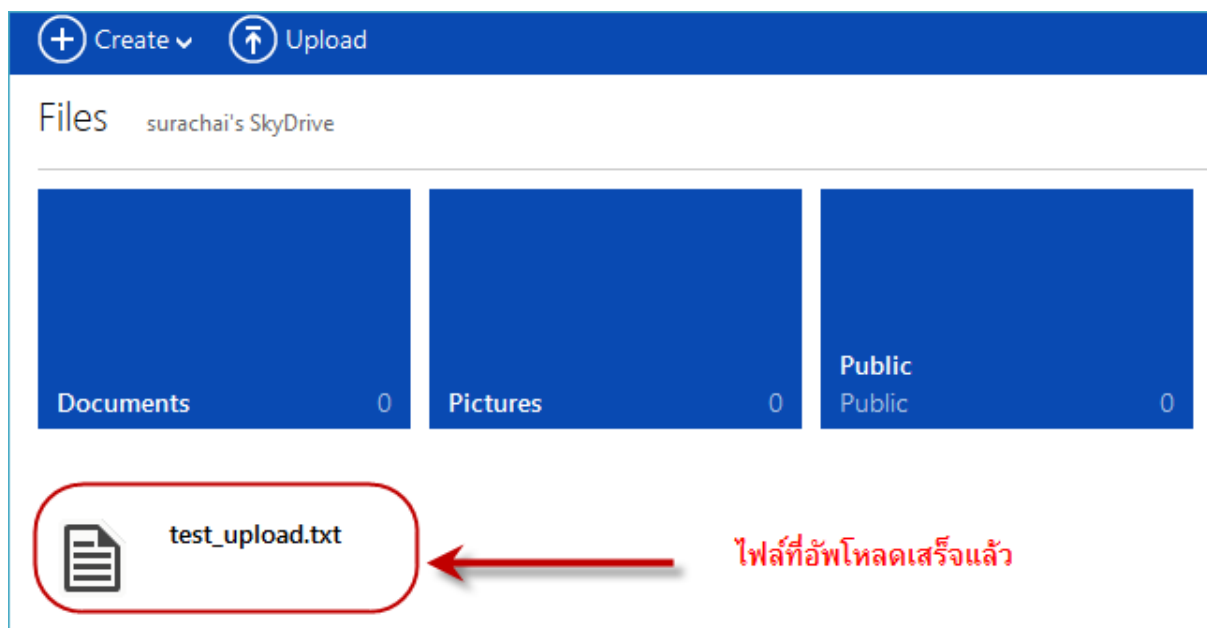 Create Upload
Files surachai's SkyDrive
Documents 0
Pictures 0
Public
Public 0
test_upload.txt
ไฟล์ที่อัพโหลดเสร็จแล้ว